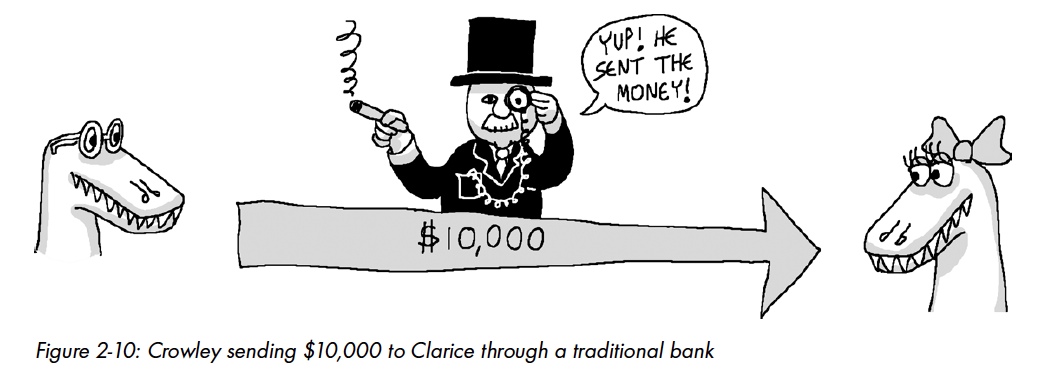 YUP! HE
SENT THE
MONEY!
$10,000
Figure 2-10: Crowley sending $10,000 to Clarice through a traditional bank